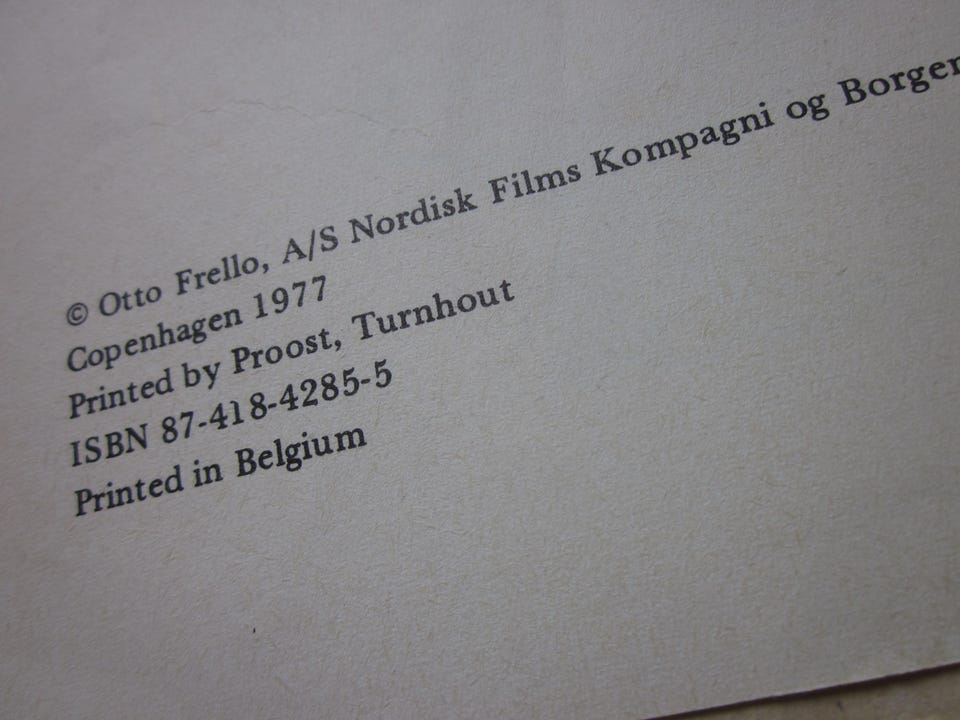 © Otto Frello, A/S Nordisk Films Kompagni og
Copenhagen 1977
Printed by Proost, Turnhout
ISBN 87-418-4285-5
Printed in Belgium